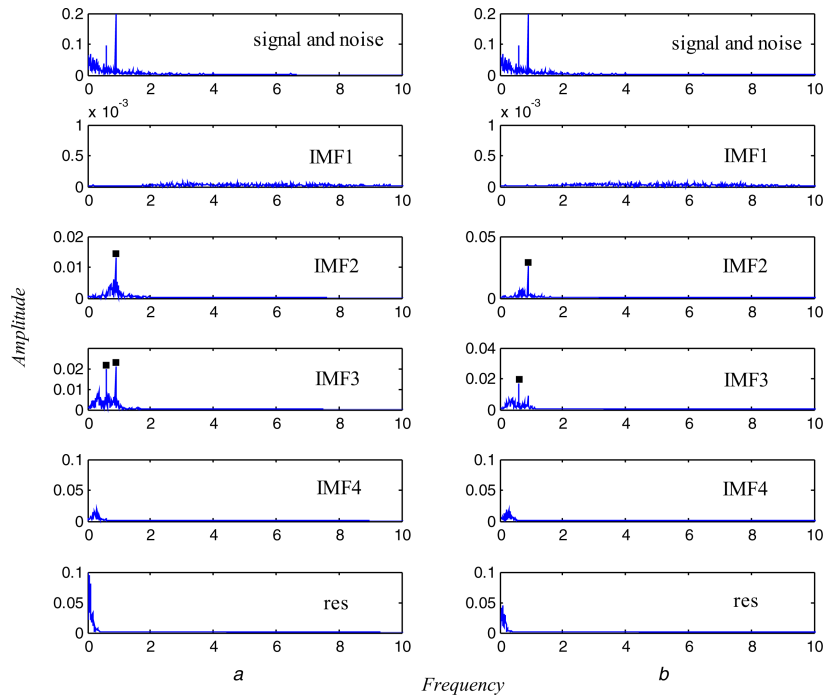 0.2 signal and noise
0.1
0
0 2 4 6 8 10
x 10-3
1 IMF1
0.5
0
0 2 4 6 8 10
0.02 IMF2
0.01
0
0 2 4 6 8 10
0.02 IMF3
0.01
0
0 2 4 6 8 10
0.1 IMF4
0.05
0
0 2 4 6 8 10
0.1 res
0.05
0
0 2 4 6 8 10
a
Amplitude
0.2 signal and noise
0.1
0
0 2 4 6 8 10
x 10-3
1 IMF1
0.5
0
0 2 4 6 8 10
0.05 IMF2
0
0 2 4 6 8 10
0.04 IMF3
0.02
0
0 2 4 6 8 10
0.1 IMF4
0.05
0
0 2 4 6 8 10
0.1 res
0.05
0
0 2 4 6 8 10
b
Frequency